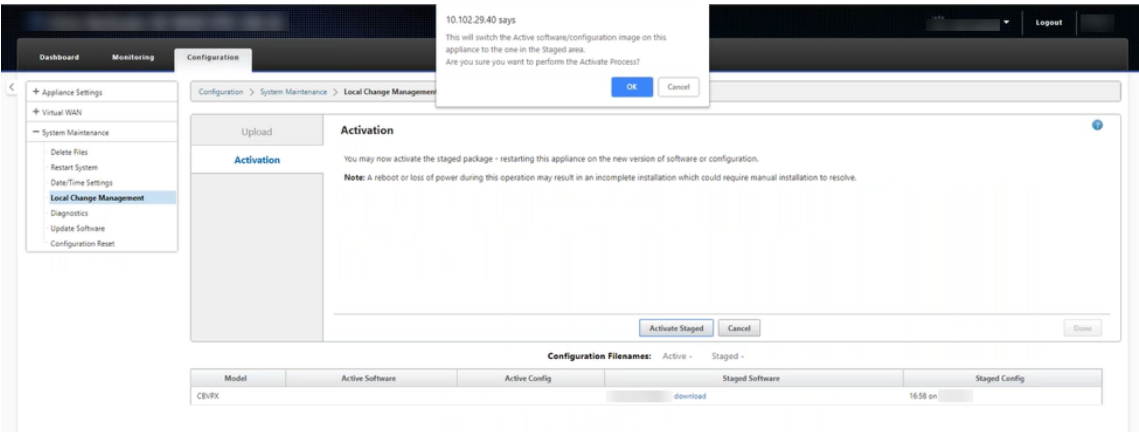 10.102.29.40 says
This will switch the Active software/configuration image on this
appliance to the one in the Staged area.
Are you sure you want to perform the Activate Process?
OK Cancel
Logout
Dashboard Monitoring Configuration
+ Appliance Settings
+ Virtual WAN
− System Maintenance
Delete Files
Restart System
Date/Time Settings
Local Change Management
Diagnostics
Update Software
Configuration Reset
Configuration > System Maintenance > Local Change Management
Upload
Activation
Activation
You may now activate the staged package - restarting this appliance on the new version of software or configuration.
Note: A reboot or loss of power during this operation may result in an incomplete installation which could require manual installation to resolve.
Activate Staged Cancel Done
Configuration Filenames: Active - Staged -
Model Active Software Active Config Staged Software Staged Config
CBVPX download 16:58 on